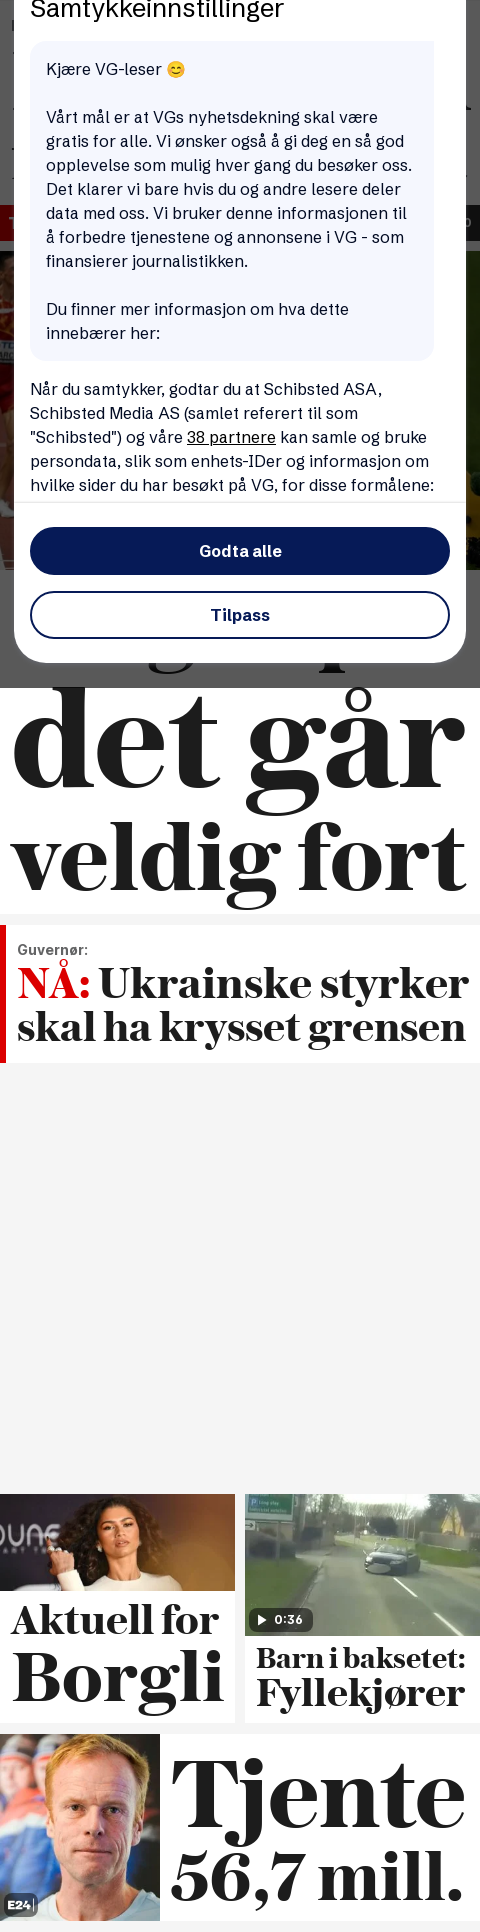 Samtykkeinnstillinger
Kjære VG-leser 😊
Vårt mål er at VGs nyhetsdekning skal være
gratis for alle. Vi ønsker også å gi deg en så god
opplevelse som mulig hver gang du besøker oss.
Det klarer vi bare hvis du og andre lesere deler
data med oss. Vi bruker denne informasjonen til
å forbedre tjenestene og annonsene i VG - som
finansierer journalistikken.
Du finner mer informasjon om hva dette
innebærer her:
Når du samtykker, godtar du at Schibsted ASA,
Schibsted Media AS (samlet referert til som
"Schibsted") og våre 38 partnere kan samle og bruke
persondata, slik som enhets-IDer og informasjon om
hvilke sider du har besøkt på VG, for disse formålene:
Godta alle
Tilpass
det går
veldig fort
Guvernør:
NÅ: Ukrainske styrker
skal ha krysset grensen
DUNE
0:36
Aktuell for
Borgli
Barn i baksetet:
Fyllekjører
Tjente
56,7 mill.
E24